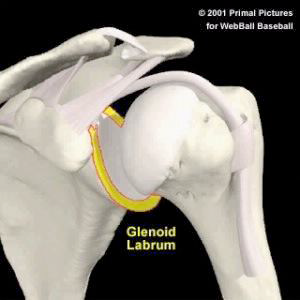 © 2001 Primal Pictures
for WebBall Baseball
Glenoid
Labrum